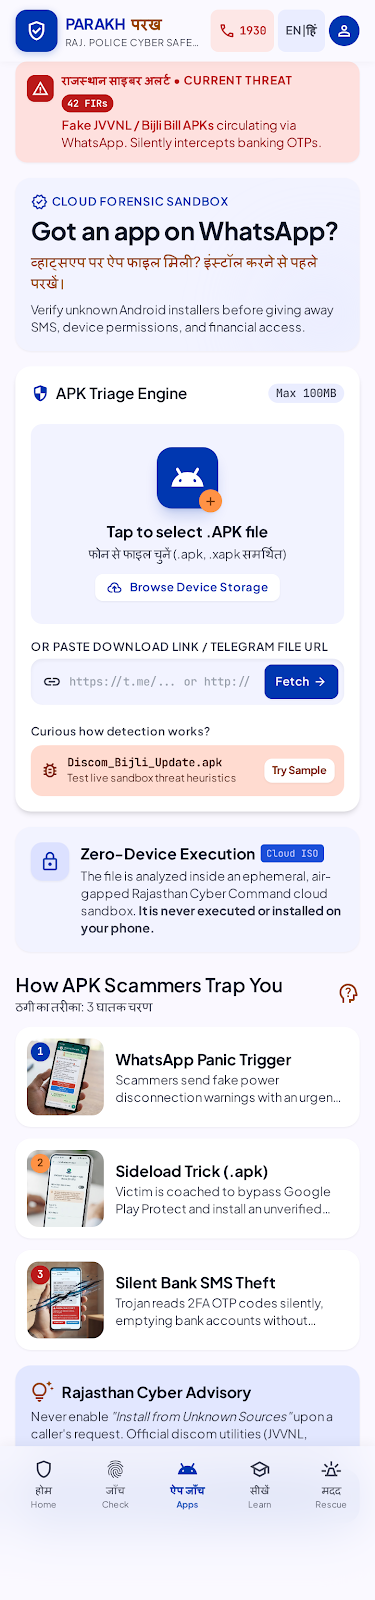 PARAKH परख
RAJ. POLICE CYBER SAFE...
1930
EN|हिं
राजस्थान साइबर अलर्ट • CURRENT THREAT
42 FIRs
Fake JVVNL / Bijli Bill APKs circulating via
WhatsApp. Silently intercepts banking OTPs.
CLOUD FORENSIC SANDBOX
Got an app on WhatsApp?
व्हाट्सएप पर ऐप फाइल मिली? इंस्टॉल करने से पहले
परखें।
Verify unknown Android installers before giving away
SMS, device permissions, and financial access.
APK Triage Engine
Max 100MB
Tap to select .APK file
फोन से फाइल चुनें (.apk, .xapk समर्थित)
Browse Device Storage
OR PASTE DOWNLOAD LINK / TELEGRAM FILE URL
https://t.me/... or http://
Fetch →
Curious how detection works?
Discom_Bijli_Update.apk
Test live sandbox threat heuristics
Try Sample
Zero-Device Execution
Cloud ISO
The file is analyzed inside an ephemeral, air-
gapped Rajasthan Cyber Command cloud
sandbox. It is never executed or installed on
your phone.
How APK Scammers Trap You
ठगी का तरीका: 3 घातक चरण
1
WhatsApp Panic Trigger
Scammers send fake power
disconnection warnings with an urgen...
2
Sideload Trick (.apk)
Victim is coached to bypass Google
Play Protect and install an unverified...
3
Silent Bank SMS Theft
Trojan reads 2FA OTP codes silently,
emptying bank accounts without...
Rajasthan Cyber Advisory
Never enable "Install from Unknown Sources" upon a
caller's request. Official discom utilities (JVVNL,
होम
Home
जाँच
Check
ऐप जाँच
Apps
सीखें
Learn
मदद
Rescue